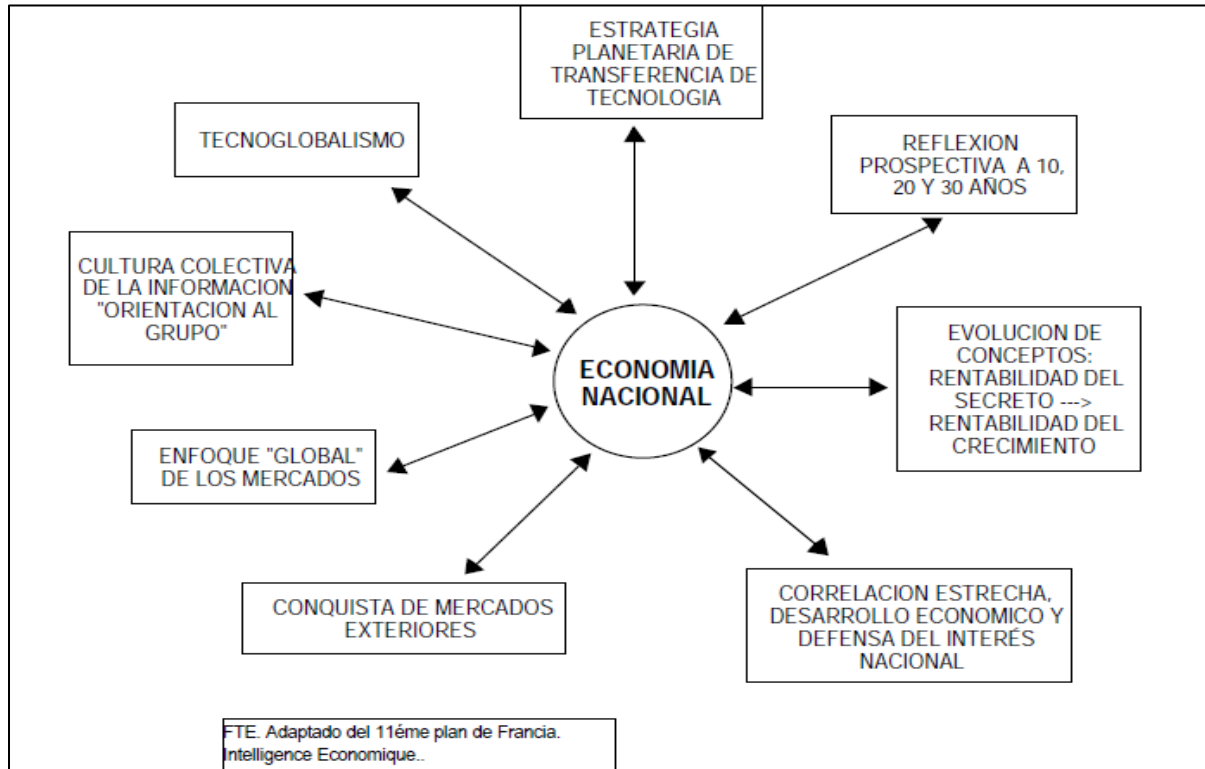 ESTRATEGIA
PLANETARIA DE
TRANSFERENCIA DE
TECNOLOGIA
TECNOGLOBALISMO
REFLEXION
PROSPECTIVA A 10,
20 Y 30 AÑOS
CULTURA COLECTIVA
DE LA INFORMACION
"ORIENTACION AL
GRUPO"
EVOLUCION DE
CONCEPTOS:
RENTABILIDAD DEL
SECRETO --->
RENTABILIDAD DEL
CRECIMIENTO
ECONOMIA
NACIONAL
ENFOQUE "GLOBAL"
DE LOS MERCADOS
CONQUISTA DE MERCADOS
EXTERIORES
CORRELACION ESTRECHA,
DESARROLLO ECONOMICO Y
DEFENSA DEL INTERÉS
NACIONAL
FTE. Adaptado del 11éme plan de Francia.
Intelligence Economique..